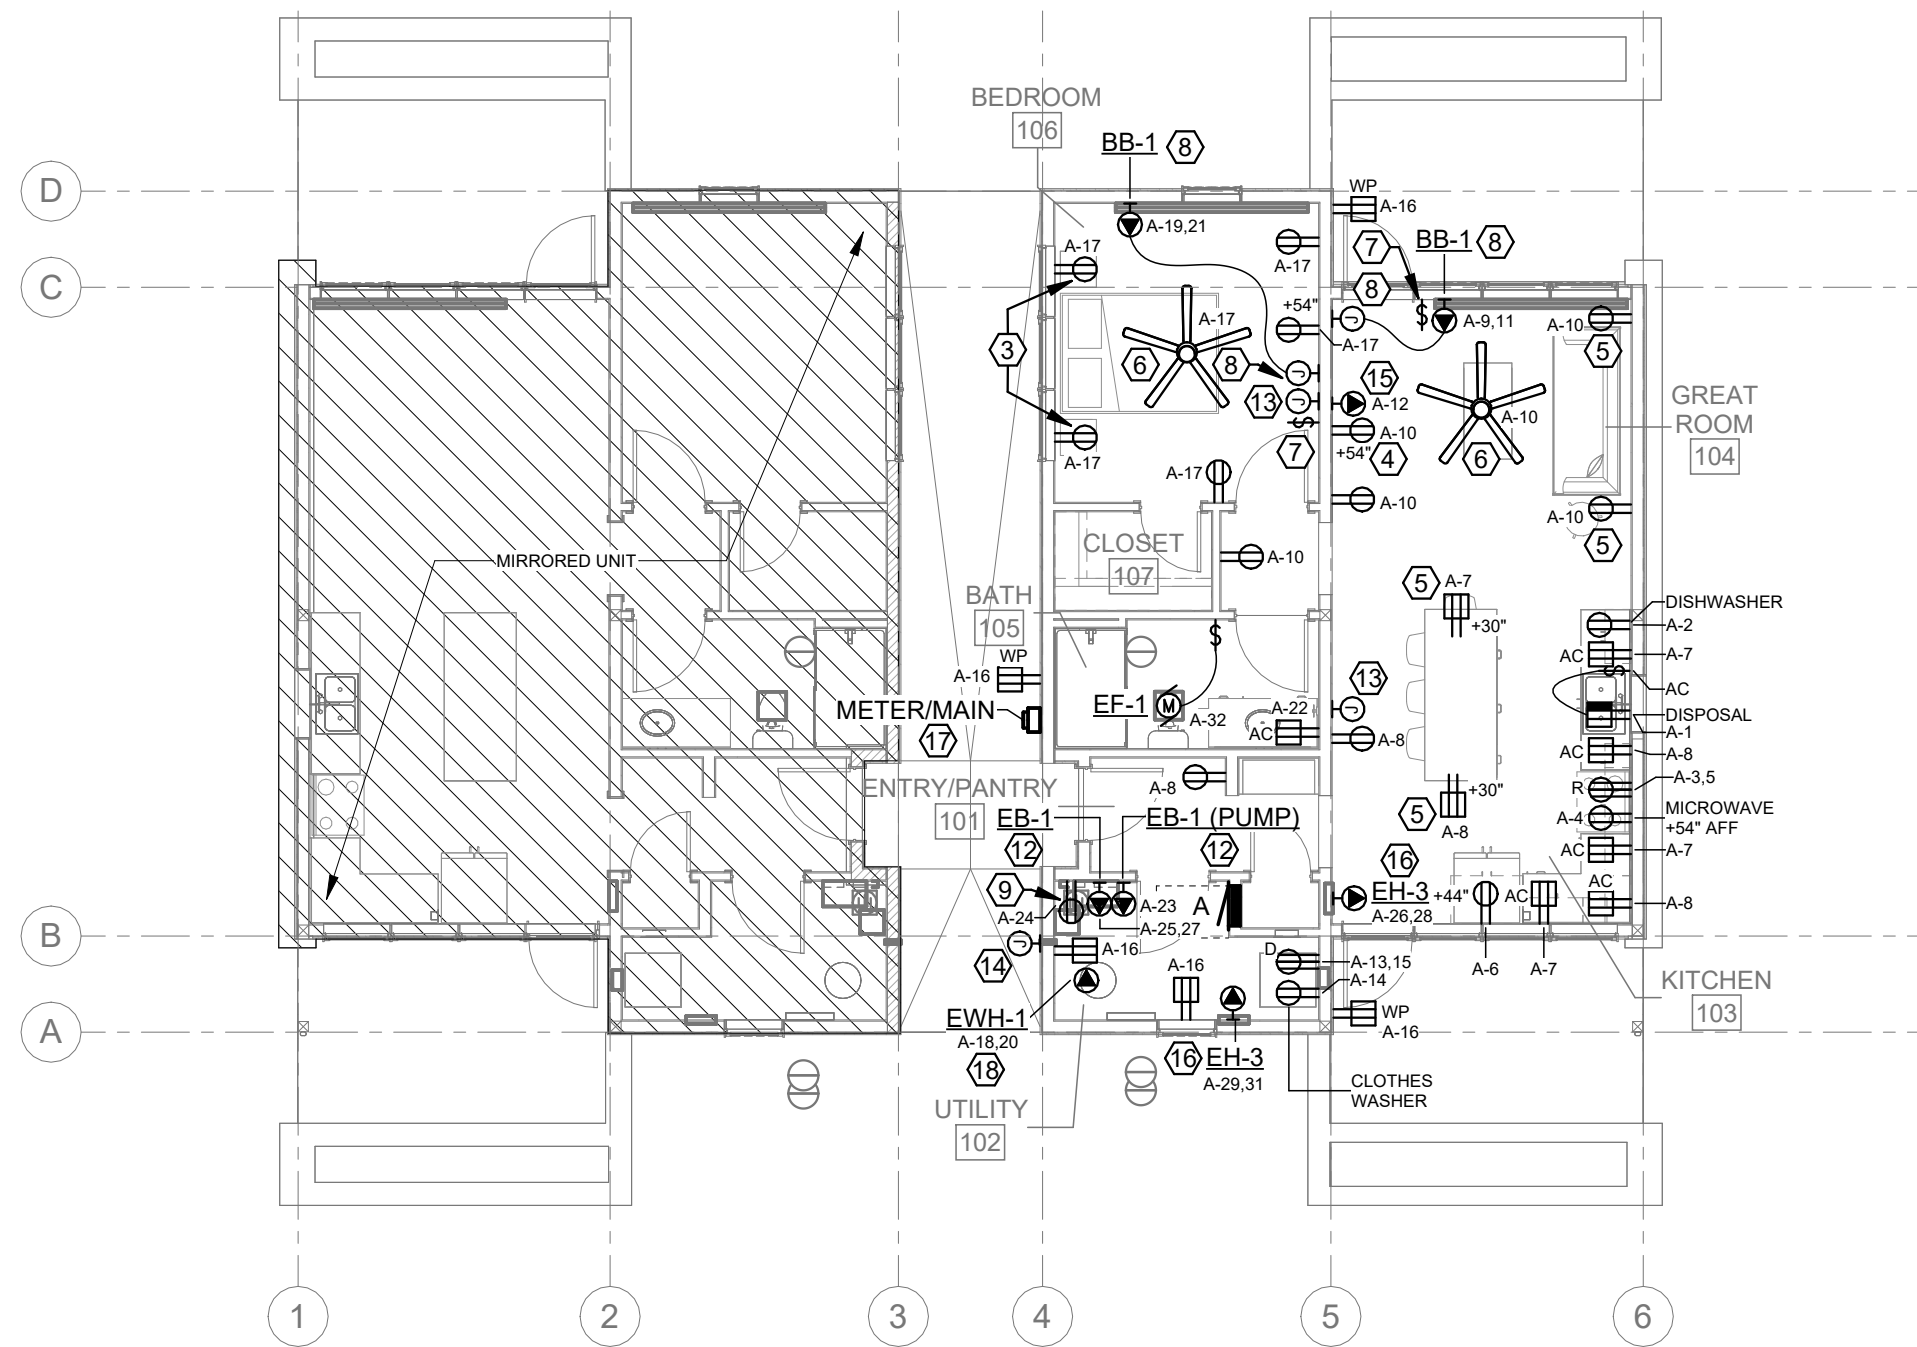 BEDROOM
106
BB-1 8
D
WP
A-16
A-19,21
7 BB-1 8
A-17
A-17
C
8
+54"
A-17
J
S
A-9,11
A-10
A-17
5
3
6
8
J
15
13
J
A-12
A-10
GREAT
ROOM
104
S
A-10
7
+54" 4
6
A-17
A-17
A-10
A-10
5
MIRRORED UNIT
CLOSET
107
A-10
BATH
105
5 A-7
+30"
DISHWASHER
A-2
S
WP
A-16
AC
A-7
S
AC
13
METER/MAIN
17
EF-1
M
A-32
A-22
AC
J
A-8
DISPOSAL
A-1
AC
A-8
ENTRY/PANTRY
101
A-8
+30"
5
A-8
R
A-3,5
A-4
MICROWAVE
+54" AFF
EB-1
12
EB-1 (PUMP)
12
AC
A-7
16
9
A-24
A-23
A-25,27
A
EH-3
A-26,28
+44"
AC
AC
A-8
B
J
14
A-16
A-16
D
A-13,15
A-14
A-6
A-7
KITCHEN
103
A
EWH-1
A-18,20
18
WP
A-16
16 EH-3
A-29,31
CLOTHES
WASHER
UTILITY
102
1
2
3
4
5
6